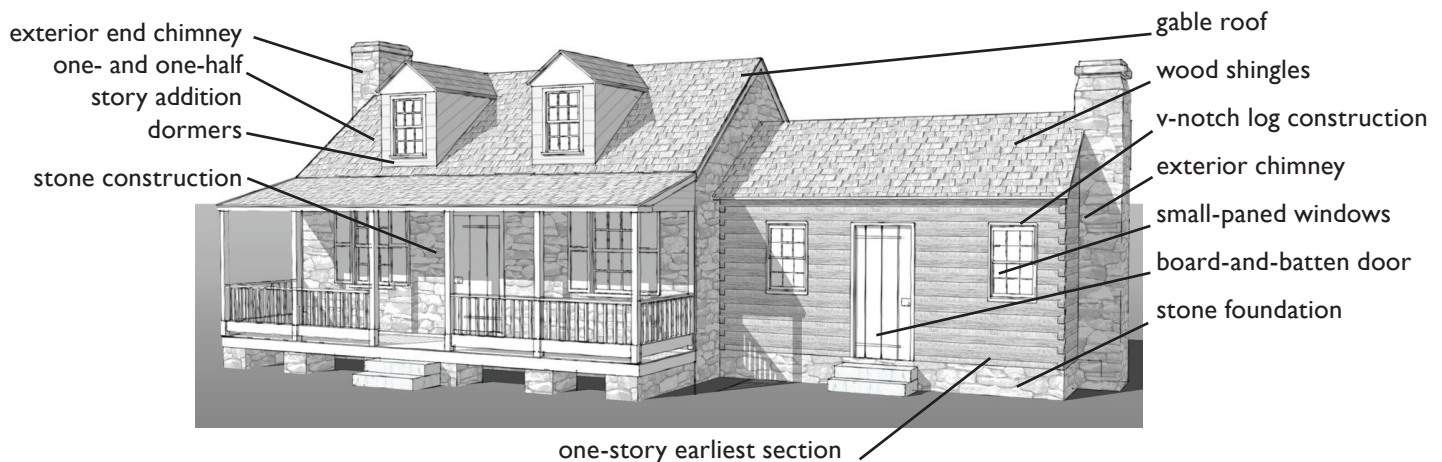 exterior end chimney
one- and one-half
story addition
dormers
stone construction
gable roof
wood shingles
v-notch log construction
exterior chimney
small-paned windows
board-and-batten door
stone foundation
one-story earliest section